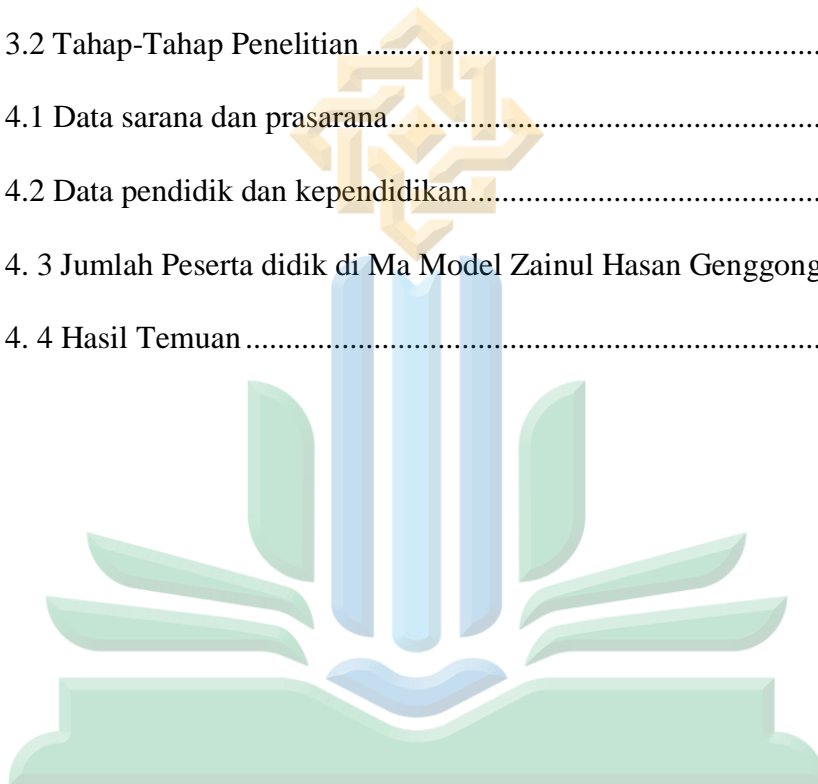 3.2 Tahap-Tahap Penelitian ........................................................
4.1 Data sarana dan prasarana.....................................................
4.2 Data pendidik dan kependidikan...........................................
4. 3 Jumlah Peserta didik di Ma Model Zainul Hasan Genggong
4. 4 Hasil Temuan .......................................................................